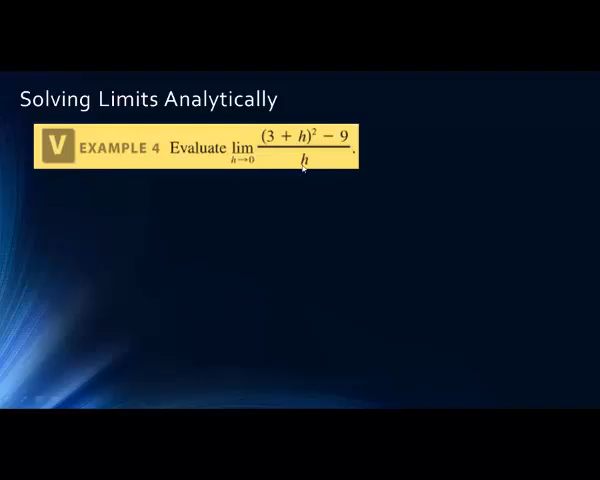 Solving Limits Analytically
V EXAMPLE 4 Evaluate lim h→0 (3 + h)² − 9 / h.